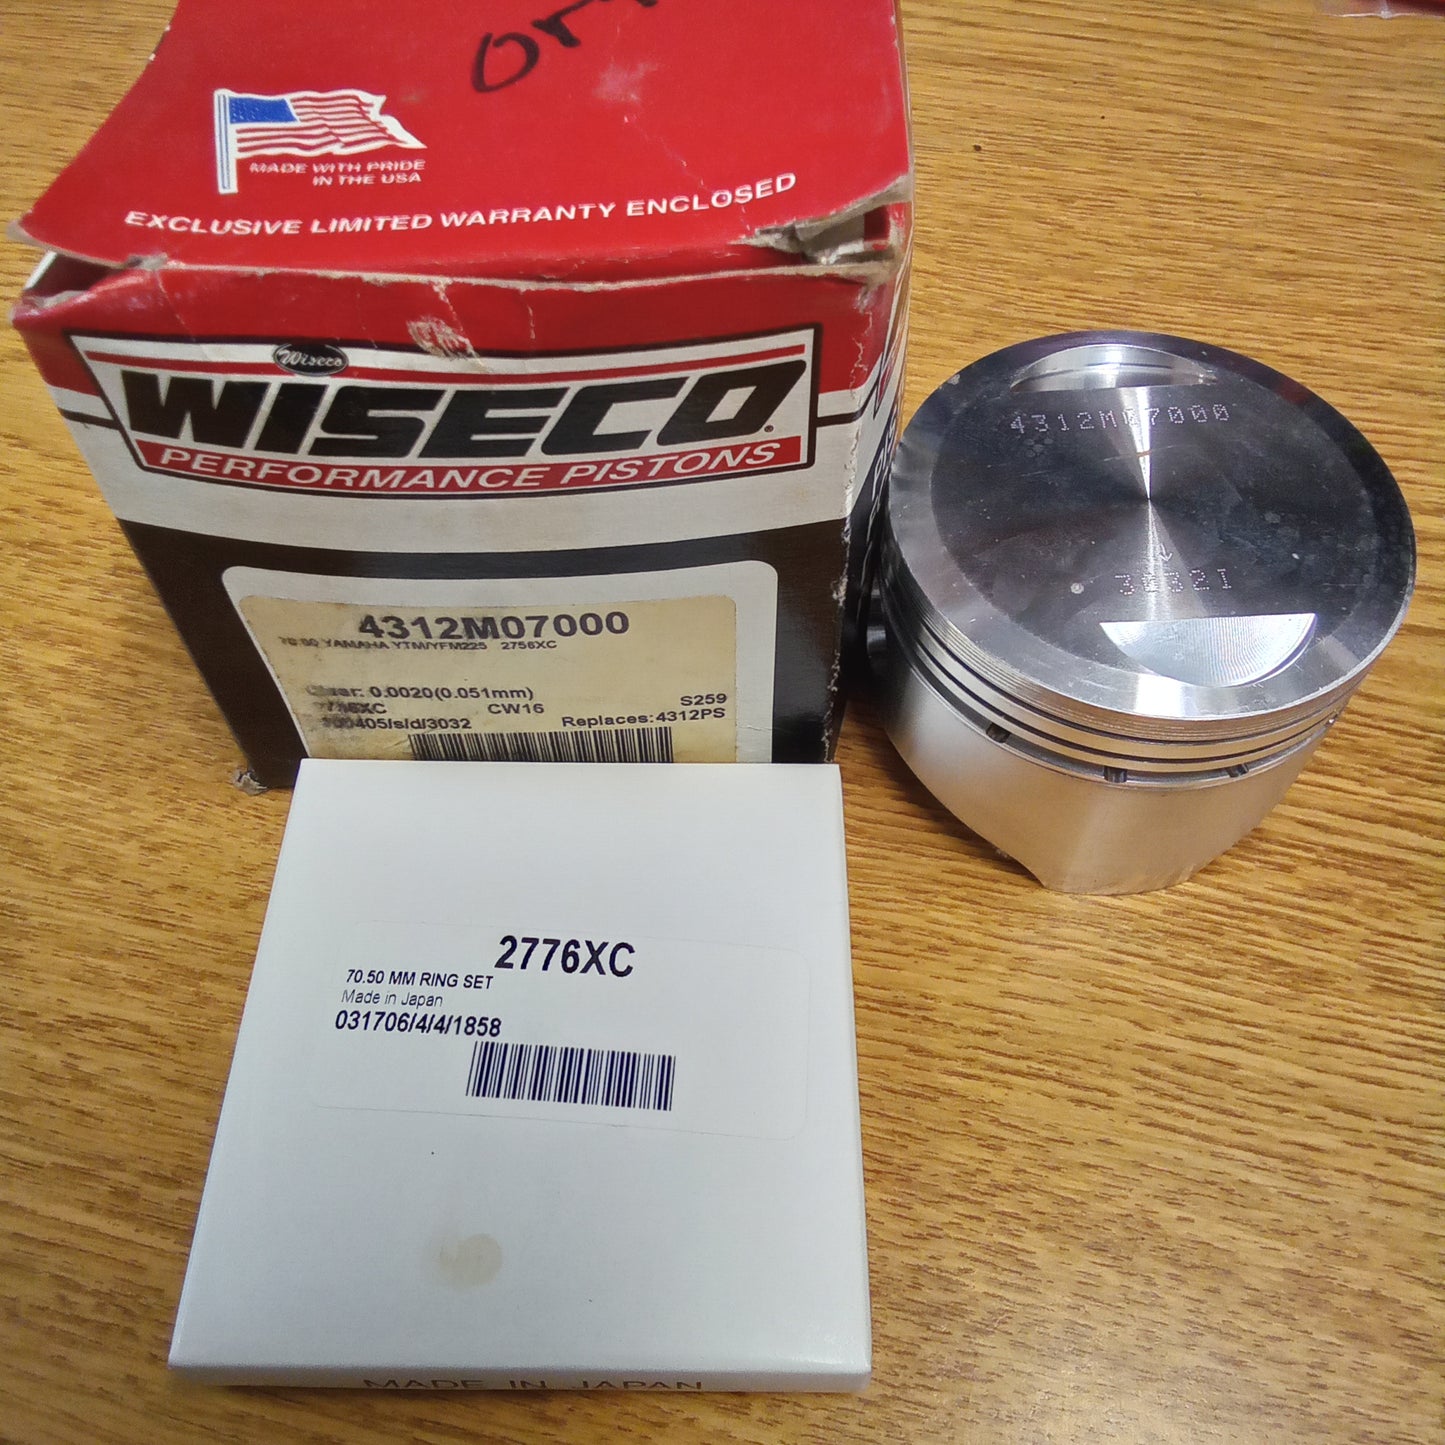 MADE WITH PRIDE
IN THE USA
EXCLUSIVE LIMITED WARRANTY ENCLOSED
Wiseco
WISECO
PERFORMANCE PISTONS
4312M07000
YAMAHA YTM/YFM225 2756XC
0.0020(0.051mm)
CW16
S259
Replaces:4312PS
4312M07000
2776XC
70.50 MM RING SET
Made in Japan
031706/4/4/1858
MADE IN JAPAN